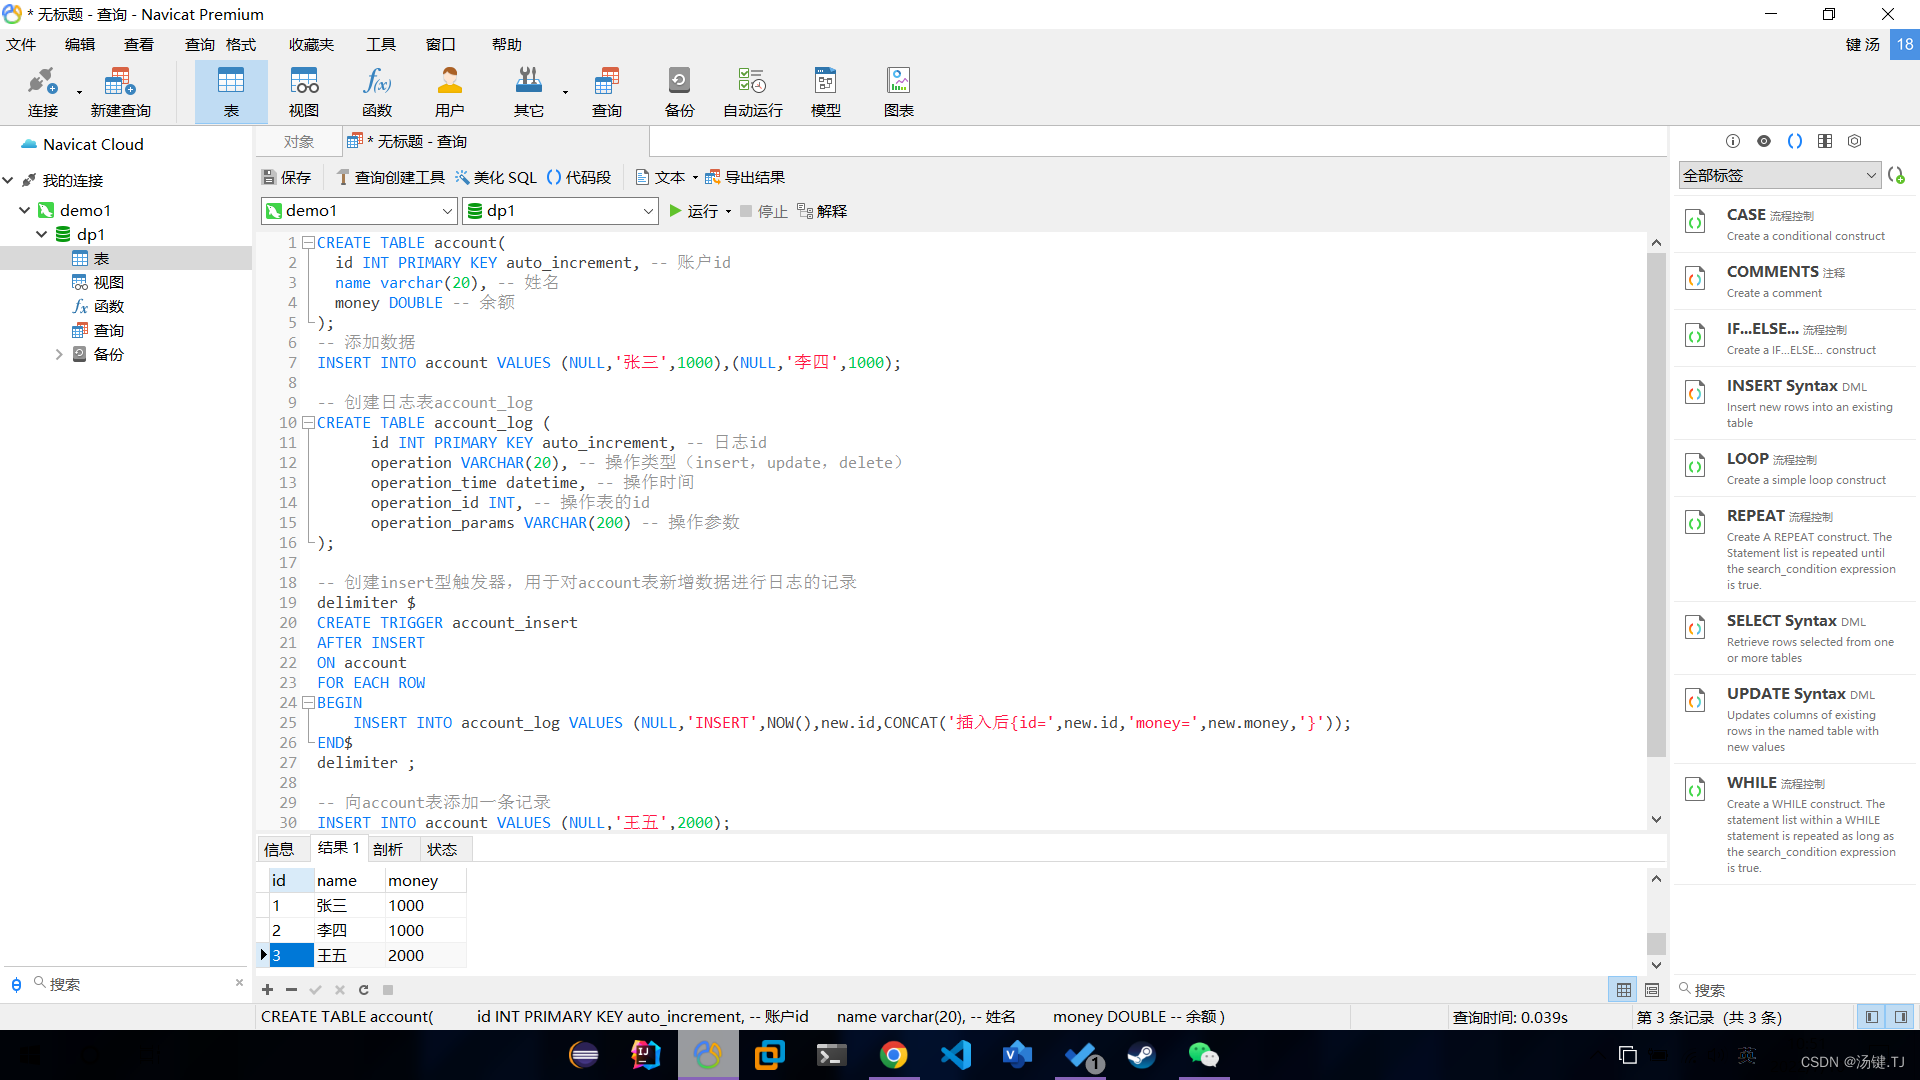 * 无标题 - 查询 - Navicat Premium
文件 编辑 查看 查询 格式 收藏夹 工具 窗口 帮助 键 汤 18
连接 新建查询 表 视图 函数 用户 其它 查询 备份 自动运行 模型 图表
Navicat Cloud
我的连接
demo1
dp1
表
视图
函数
查询
备份
搜索
对象 * 无标题 - 查询
保存 查询创建工具 美化 SQL 代码段 文本 导出结果
demo1 dp1 运行 停止 解释
1 CREATE TABLE account(
2 id INT PRIMARY KEY auto_increment, -- 账户id
3 name varchar(20), -- 姓名
4 money DOUBLE -- 余额
5 );
6 -- 添加数据
7 INSERT INTO account VALUES (NULL,'张三',1000),(NULL,'李四',1000);
8
9 -- 创建日志表account_log
10 CREATE TABLE account_log (
11 id INT PRIMARY KEY auto_increment, -- 日志id
12 operation VARCHAR(20), -- 操作类型（insert，update，delete）
13 operation_time datetime, -- 操作时间
14 operation_id INT, -- 操作表的id
15 operation_params VARCHAR(200) -- 操作参数
16 );
17
18 -- 创建insert型触发器，用于对account表新增数据进行日志的记录
19 delimiter $
20 CREATE TRIGGER account_insert
21 AFTER INSERT
22 ON account
23 FOR EACH ROW
24 BEGIN
25 INSERT INTO account_log VALUES (NULL,'INSERT',NOW(),new.id,CONCAT('插入后{id=',new.id,'money=',new.money,'}'));
26 END$
27 delimiter ;
28
29 -- 向account表添加一条记录
30 INSERT INTO account VALUES (NULL,'王五',2000);
信息 结果 1 剖析 状态
id name money
1 张三 1000
2 李四 1000
3 王五 2000
CREATE TABLE account( id INT PRIMARY KEY auto_increment, -- 账户id name varchar(20), -- 姓名 money DOUBLE -- 余额 )
查询时间: 0.039s
第 3 条记录 (共 3 条)
全部标签
CASE 流程控制
Create a conditional construct
COMMENTS 注释
Create a comment
IF...ELSE... 流程控制
Create a IF...ELSE... construct
INSERT Syntax DML
Insert new rows into an existing
table
LOOP 流程控制
Create a simple loop construct
REPEAT 流程控制
Create A REPEAT construct. The
Statement list is repeated until
the search_condition expression
is true.
SELECT Syntax DML
Retrieve rows selected from one
or more tables
UPDATE Syntax DML
Updates columns of existing
rows in the named table with
new values
WHILE 流程控制
Create a WHILE construct. The
statement list within a WHILE
statement is repeated as long as
the search_condition expression
is true.
搜索
1
英
CSDN @汤键.TJ